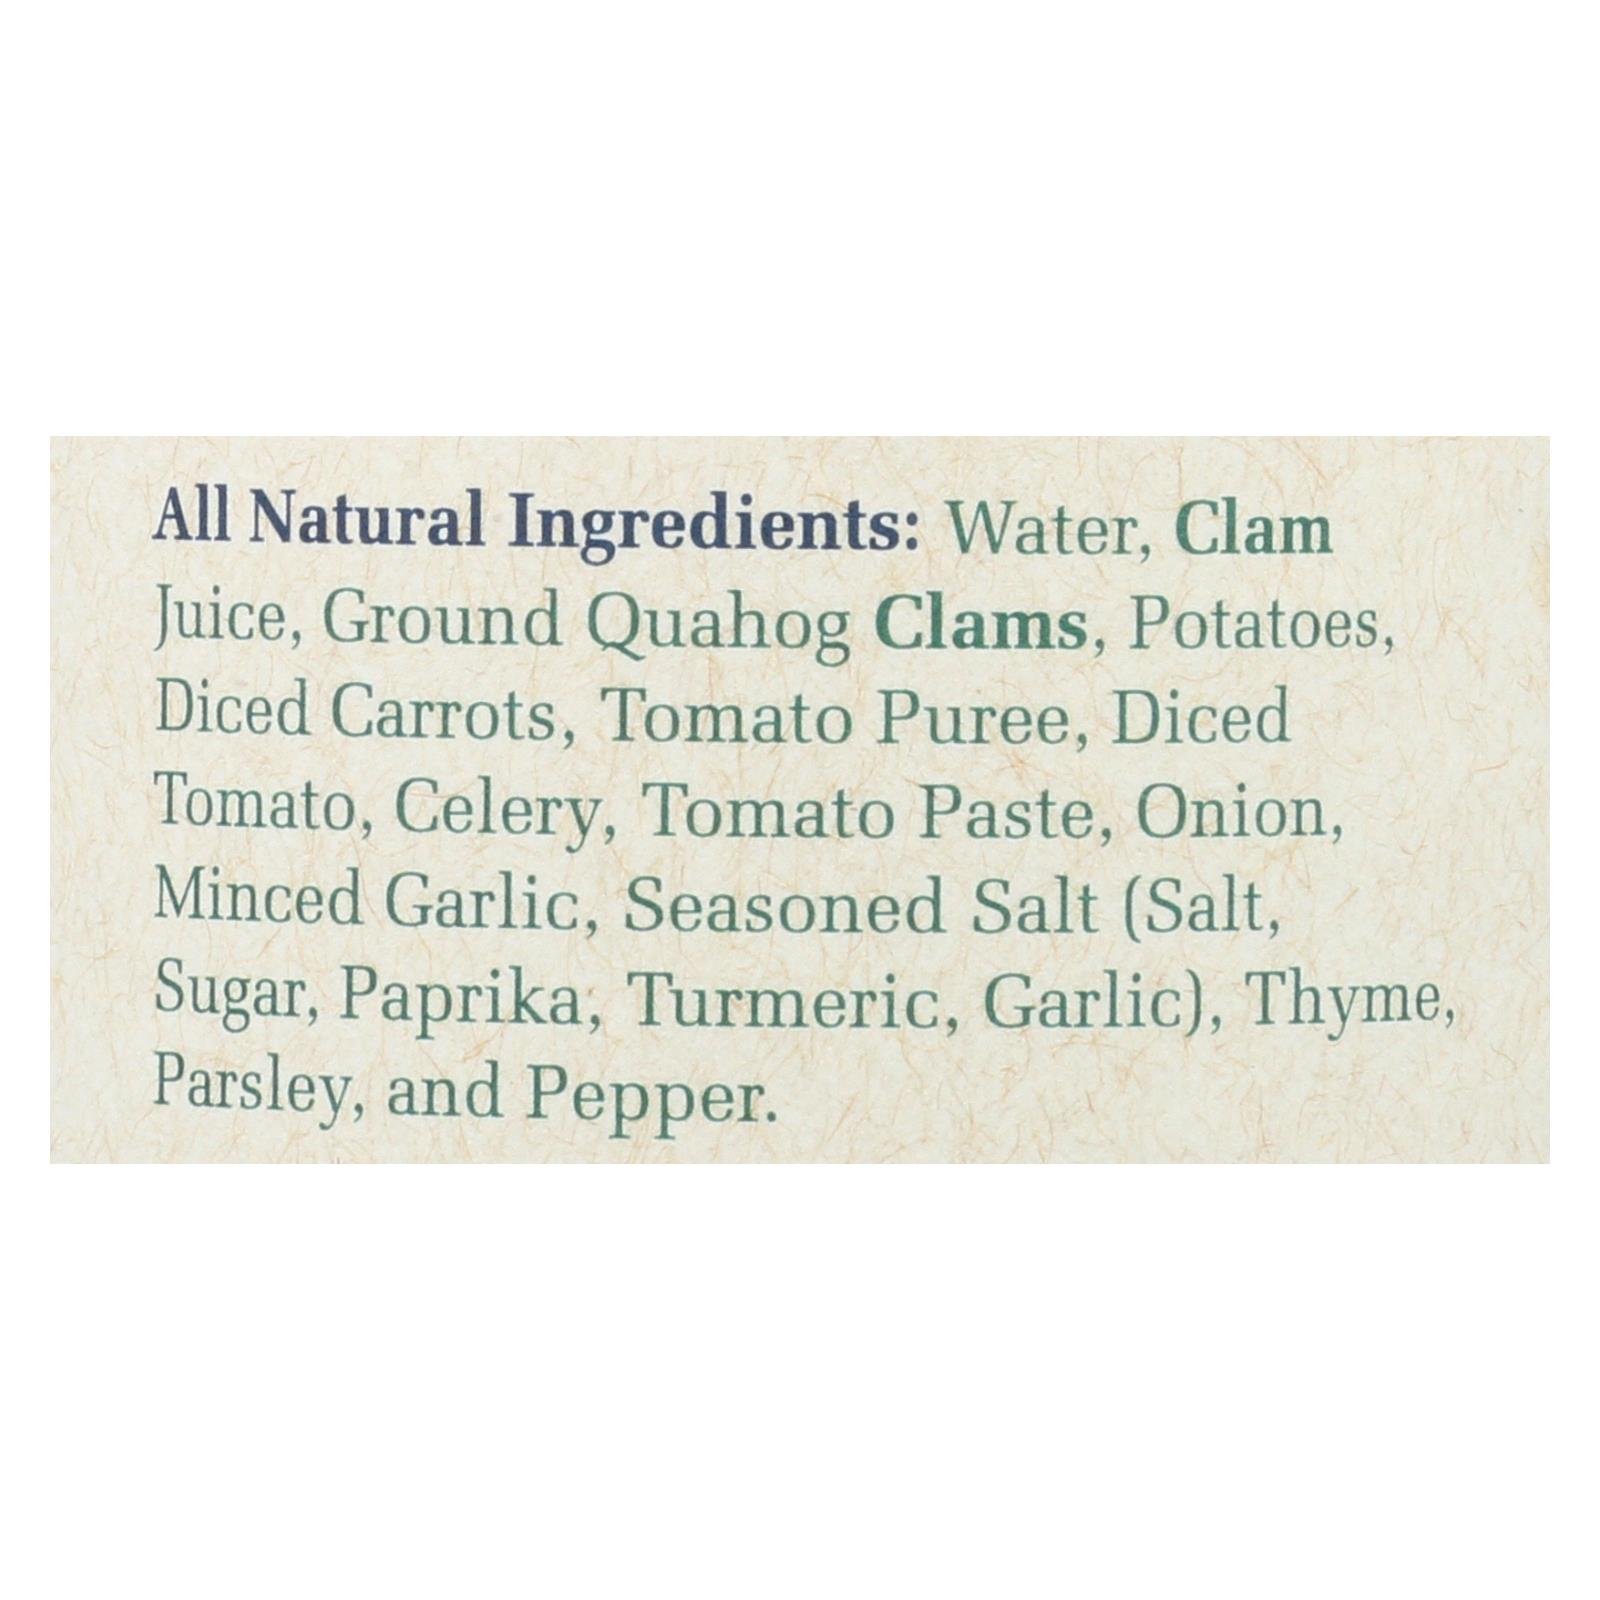 All Natural Ingredients: Water, Clam
Juice, Ground Quahog Clams, Potatoes,
Diced Carrots, Tomato Puree, Diced
Tomato, Celery, Tomato Paste, Onion,
Minced Garlic, Seasoned Salt (Salt,
Sugar, Paprika, Turmeric, Garlic), Thyme,
Parsley, and Pepper.